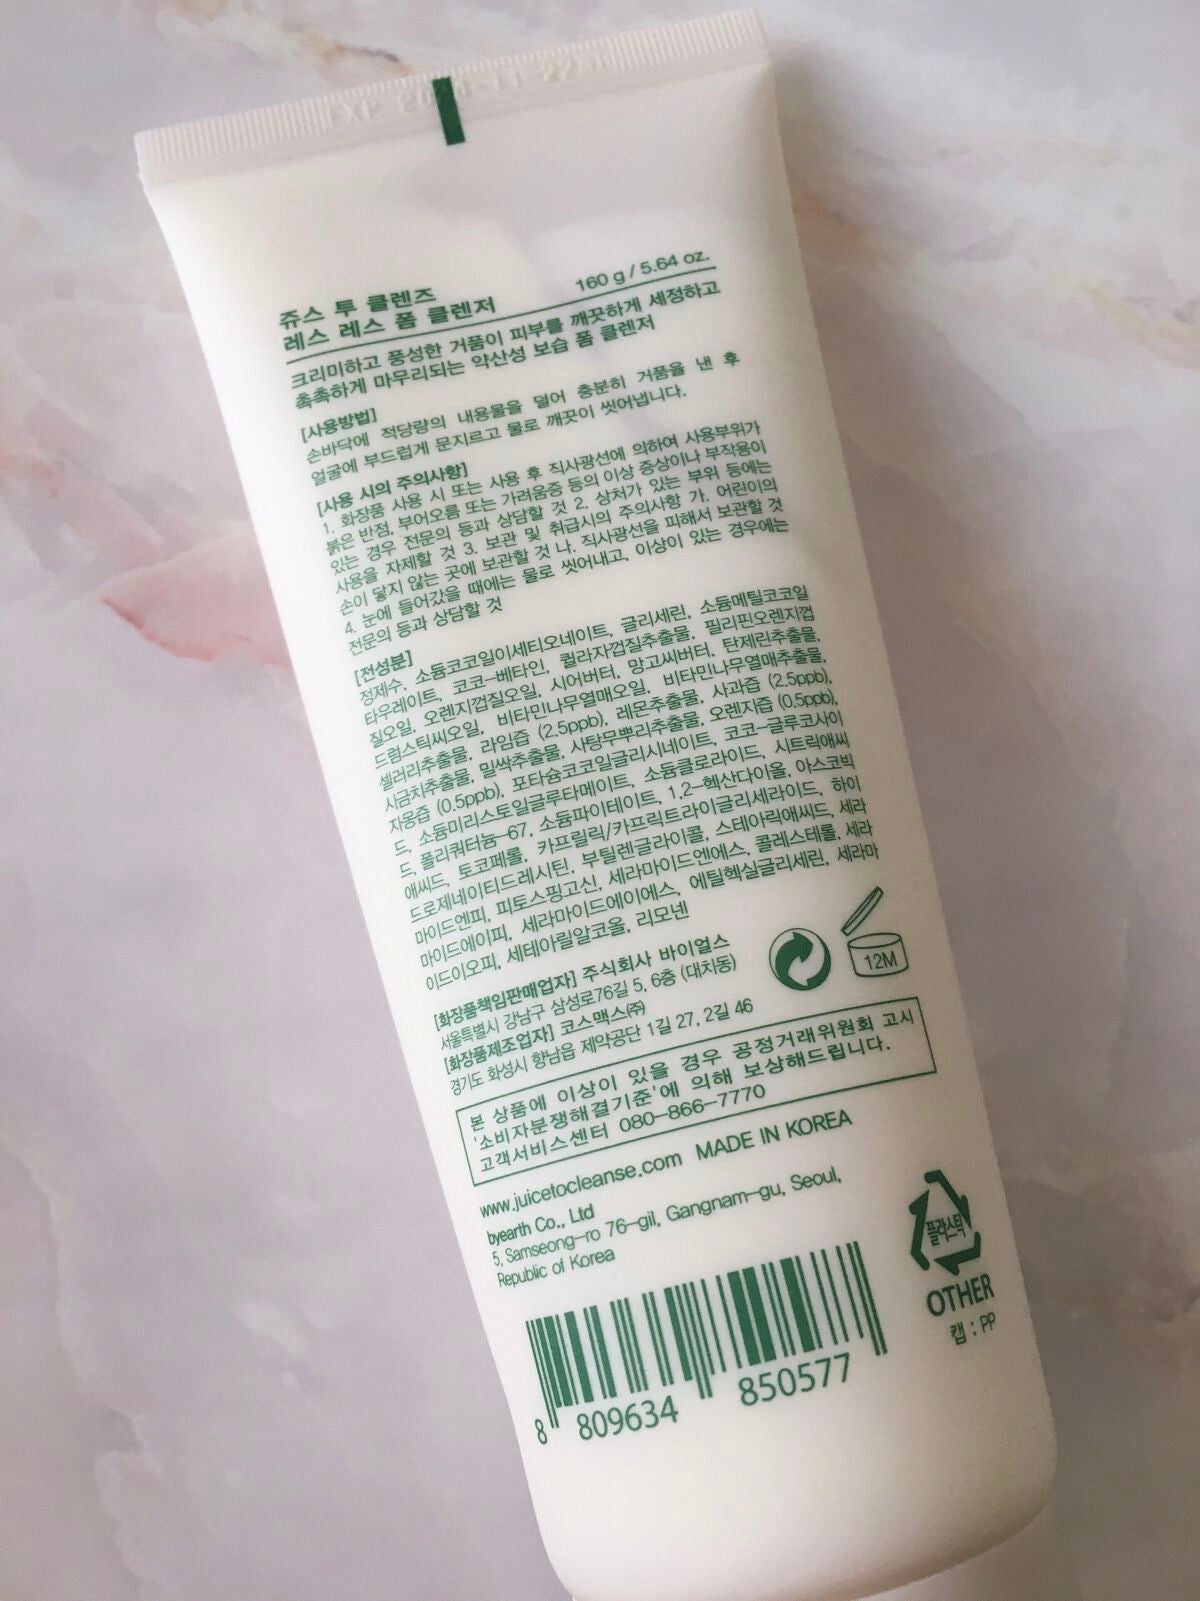 쥬스 투 클렌즈
레스 레스 폼 클렌저
160 g / 5.64 oz.
크리미하고 풍성한 거품이 피부를 깨끗하게 세정하고
촉촉하게 마무리되는 약산성 보습 폼 클렌저
[사용방법]
손바닥에 적당량의 내용물을 덜어 충분히 거품을 낸 후
얼굴에 부드럽게 문지르고 물로 깨끗이 씻어냅니다.
[사용 시의 주의사항]
1. 화장품 사용 시 또는 사용 후 직사광선에 의하여 사용부위가
붉은 반점, 부어오름 또는 가려움증 등의 이상 증상이나 부작용이
있는 경우 전문의 등과 상담할 것 2. 상처가 있는 부위 등에는
사용을 자제할 것 3. 보관 및 취급시의 주의사항 가. 어린이의
손이 닿지 않는 곳에 보관할 것 나. 직사광선을 피해서 보관할 것
4. 눈에 들어갔을 때에는 물로 씻어내고, 이상이 있는 경우에는
전문의 등과 상담할 것
[전성분]
정제수, 소듐코코일이세티오네이트, 글리세린, 소듐메틸코코일
타우레이트, 코코-베타인, 컬러자껍질추출물, 필리핀오렌지껍
질오일, 오렌지껍질오일, 시어버터, 망고씨버터, 탄제린추출물,
드럼스틱씨오일, 비타민나무열매오일, 비타민나무열매추출물,
셀러리추출물, 라임즙 (2.5ppb), 레몬추출물, 사과즙 (2.5ppb),
시금치추출물, 밀싹추출물, 사탕무뿌리추출물, 오렌지즙 (0.5ppb),
자몽즙 (0.5ppb), 포타슘코코일글리시네이트, 코코-글루코사이
드, 소듐미리스토일글루타메이트, 소듐클로라이드, 시트릭애씨
드, 폴리쿼터늄-67, 소듐파이테이트, 1,2-헥산다이올, 아스코빅
애씨드, 토코페롤, 카프릴릭/카프릭트라이글리세라이드, 하이
드로제네이티드레시틴, 부틸렌글라이콜, 스테아릭애씨드, 세라
마이드엔피, 피토스핑고신, 세라마이드엔에스, 콜레스테롤, 세라
마이드에이피, 세라마이드에이에스, 에틸헥실글리세린, 세라마
이드이오피, 세테아릴알코올, 리모넨
[화장품책임판매업자] 주식회사 바이얼스
서울특별시 강남구 삼성로76길 5, 6층 (대치동)
[화장품제조업자] 코스맥스㈜
경기도 화성시 향남읍 제약공단 1길 27, 2길 46
12M
본 상품에 이상이 있을 경우 공정거래위원회 고시
'소비자분쟁해결기준'에 의해 보상해드립니다.
고객서비스센터 080-866-7770
www.juicetocleanse.com MADE IN KOREA
byearth Co., Ltd
5, Samseong-ro 76-gil, Gangnam-gu, Seoul,
Republic of Korea
플라스틱
OTHER
캡 : PP
8 809634 850577